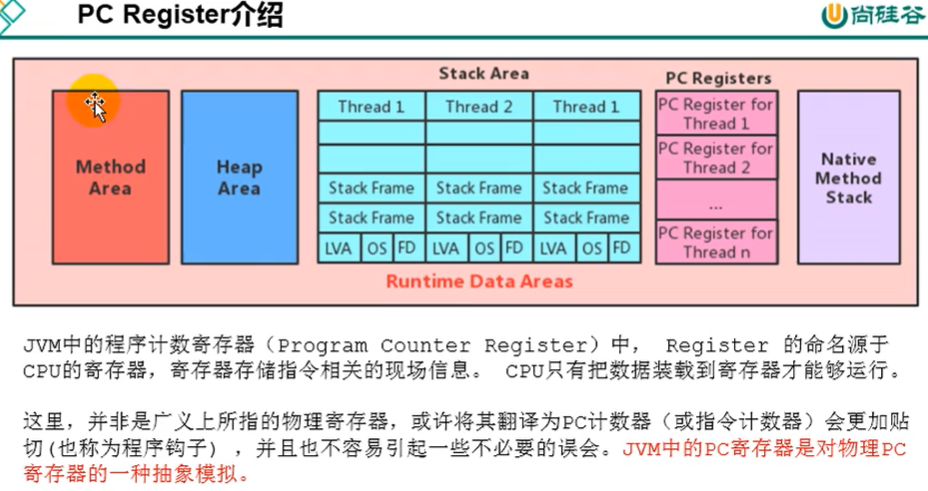 PC Register介绍
尚硅谷
Stack Area
PC Registers
Method
Area
Heap
Area
Thread 1 Thread 2 Thread 1
Stack Frame Stack Frame Stack Frame
Stack Frame Stack Frame Stack Frame
LVA OS FD LVA OS FD LVA OS FD
PC Register for
Thread 1
PC Register for
Thread 2
...
PC Register for
Thread n
Native
Method
Stack
Runtime Data Areas
JVM中的程序计数寄存器（Program Counter Register）中， Register 的命名源于
CPU的寄存器，寄存器存储指令相关的现场信息。 CPU只有把数据装载到寄存器才能够运行。
这里，并非是广义上所指的物理寄存器，或许将其翻译为PC计数器（或指令计数器）会更加贴
切(也称为程序钩子），并且也不容易引起一些不必要的误会。JVM中的PC寄存器是对物理PC
寄存器的一种抽象模拟。